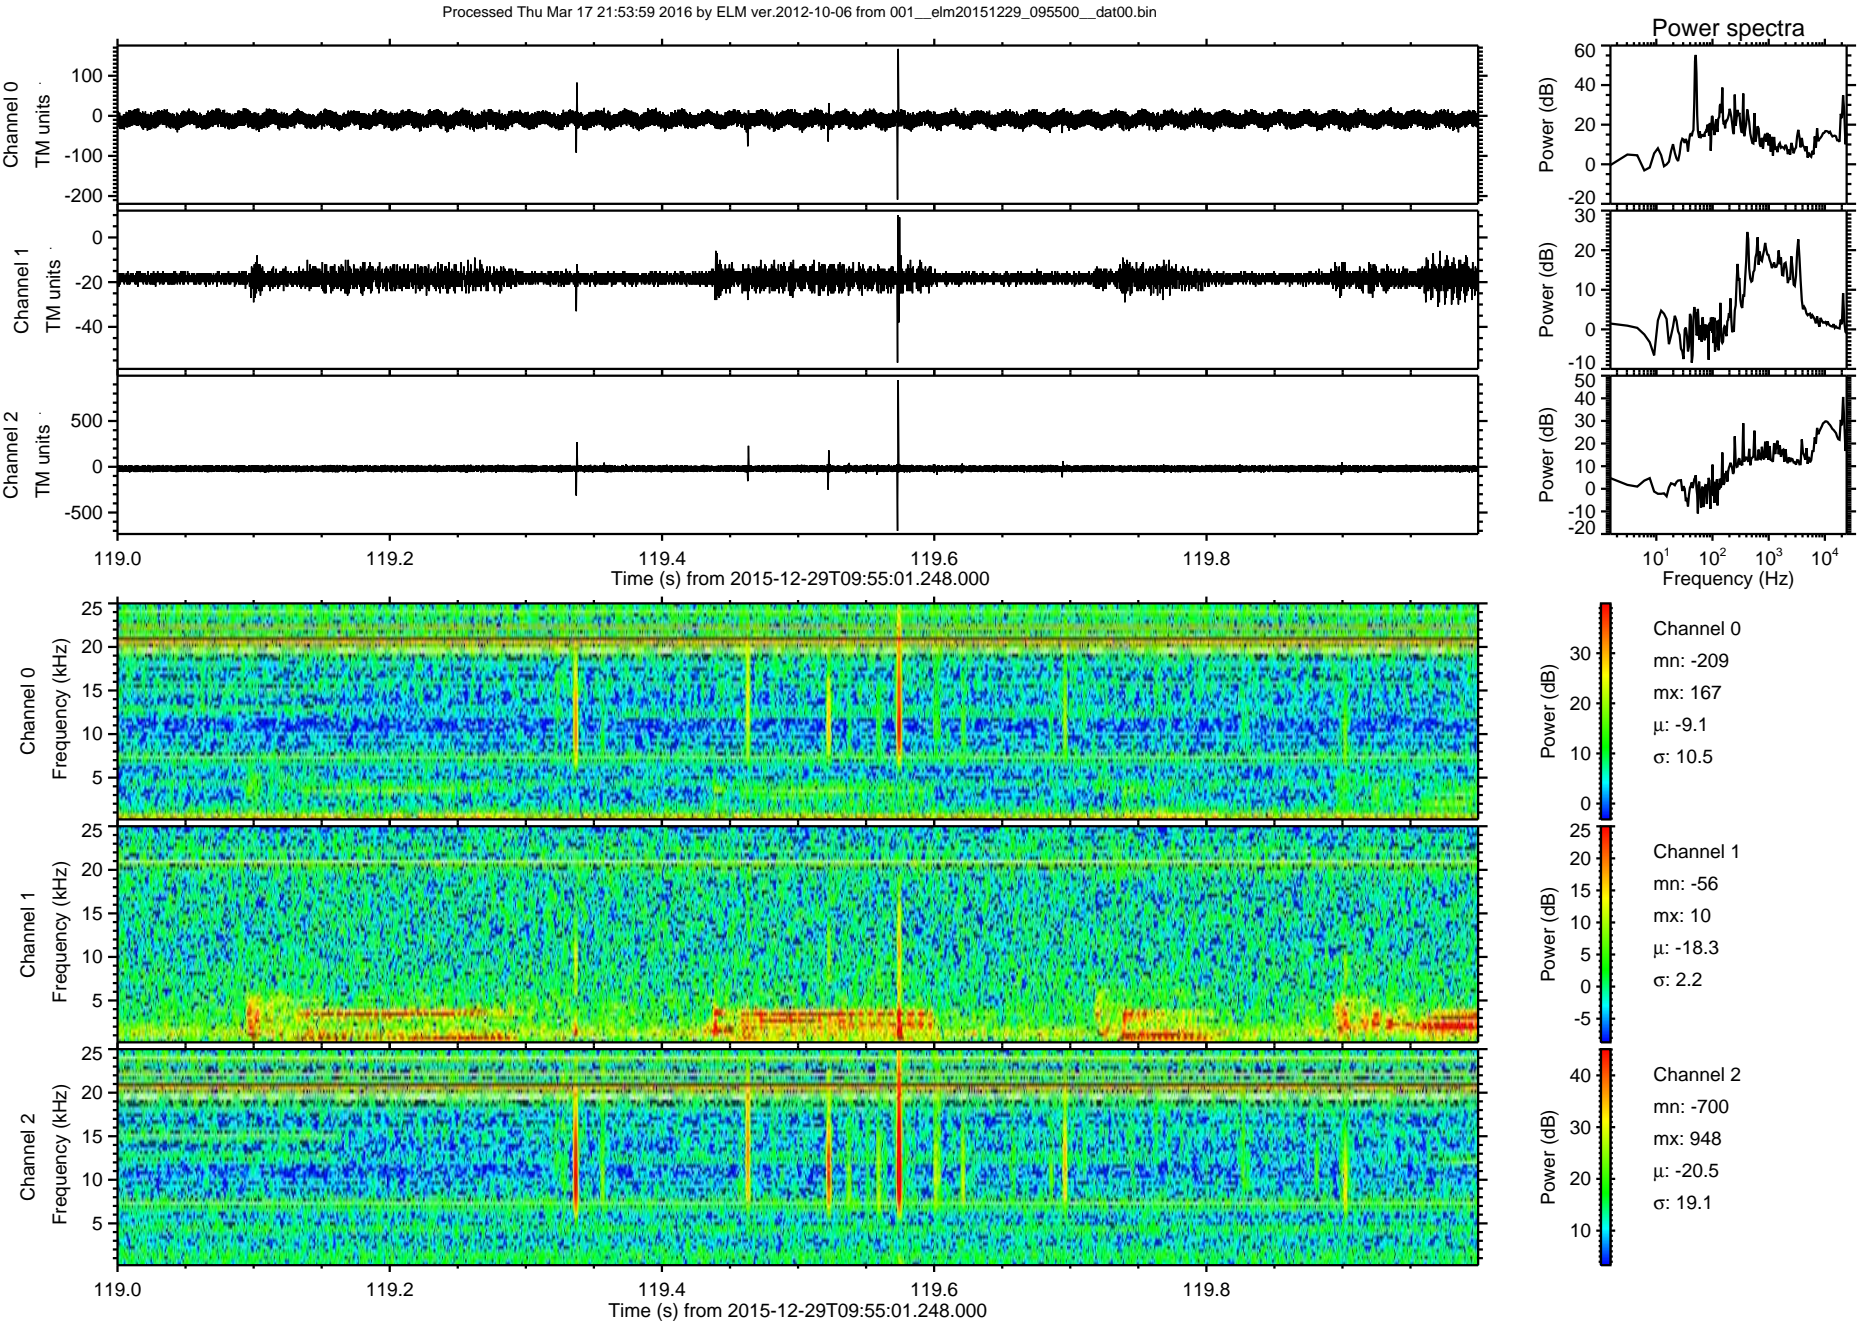 Processed Thu Mar 17 21:53:59 2016 by ELM ver.2012-10-06 from 001__elm20151229_095500__dat00.bin
Power spectra
Channel 0
TM units
100
0
-100
-200
Power (dB)
60
40
20
0
-20
Channel 1
TM units
0
-20
-40
Power (dB)
30
20
10
0
-10
Channel 2
TM units
500
0
-500
Power (dB)
50
40
30
20
10
0
-10
-20
119.0 119.2 119.4 119.6 119.8
Time (s) from 2015-12-29T09:55:01.248.000
10^1 10^2 10^3 10^4
Frequency (Hz)
Channel 0
Frequency (kHz)
25
20
15
10
5
Power (dB)
30
20
10
0
Channel 0
mn: -209
mx: 167
μ: -9.1
σ: 10.5
Channel 1
Frequency (kHz)
25
20
15
10
5
Power (dB)
25
20
15
10
5
0
-5
Channel 1
mn: -56
mx: 10
μ: -18.3
σ: 2.2
Channel 2
Frequency (kHz)
25
20
15
10
5
Power (dB)
40
30
20
10
Channel 2
mn: -700
mx: 948
μ: -20.5
σ: 19.1
119.0 119.2 119.4 119.6 119.8
Time (s) from 2015-12-29T09:55:01.248.000